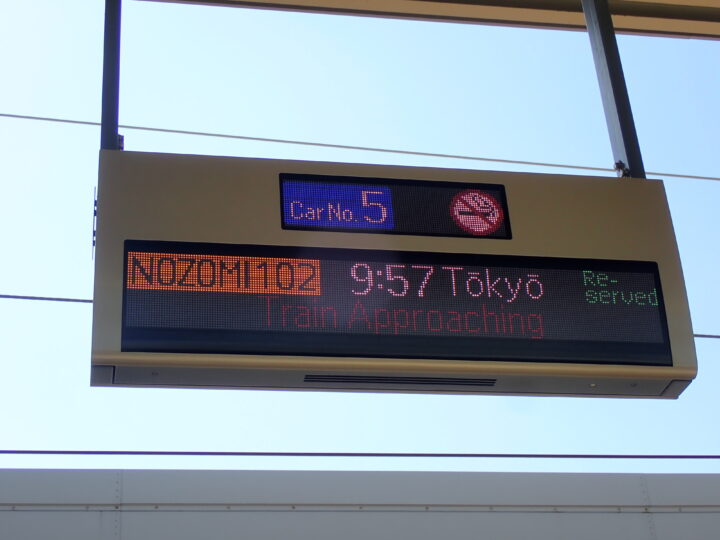 Car No. 5
NOZOMI 102 9:57 Tōkyō Re-
served
Train Approaching